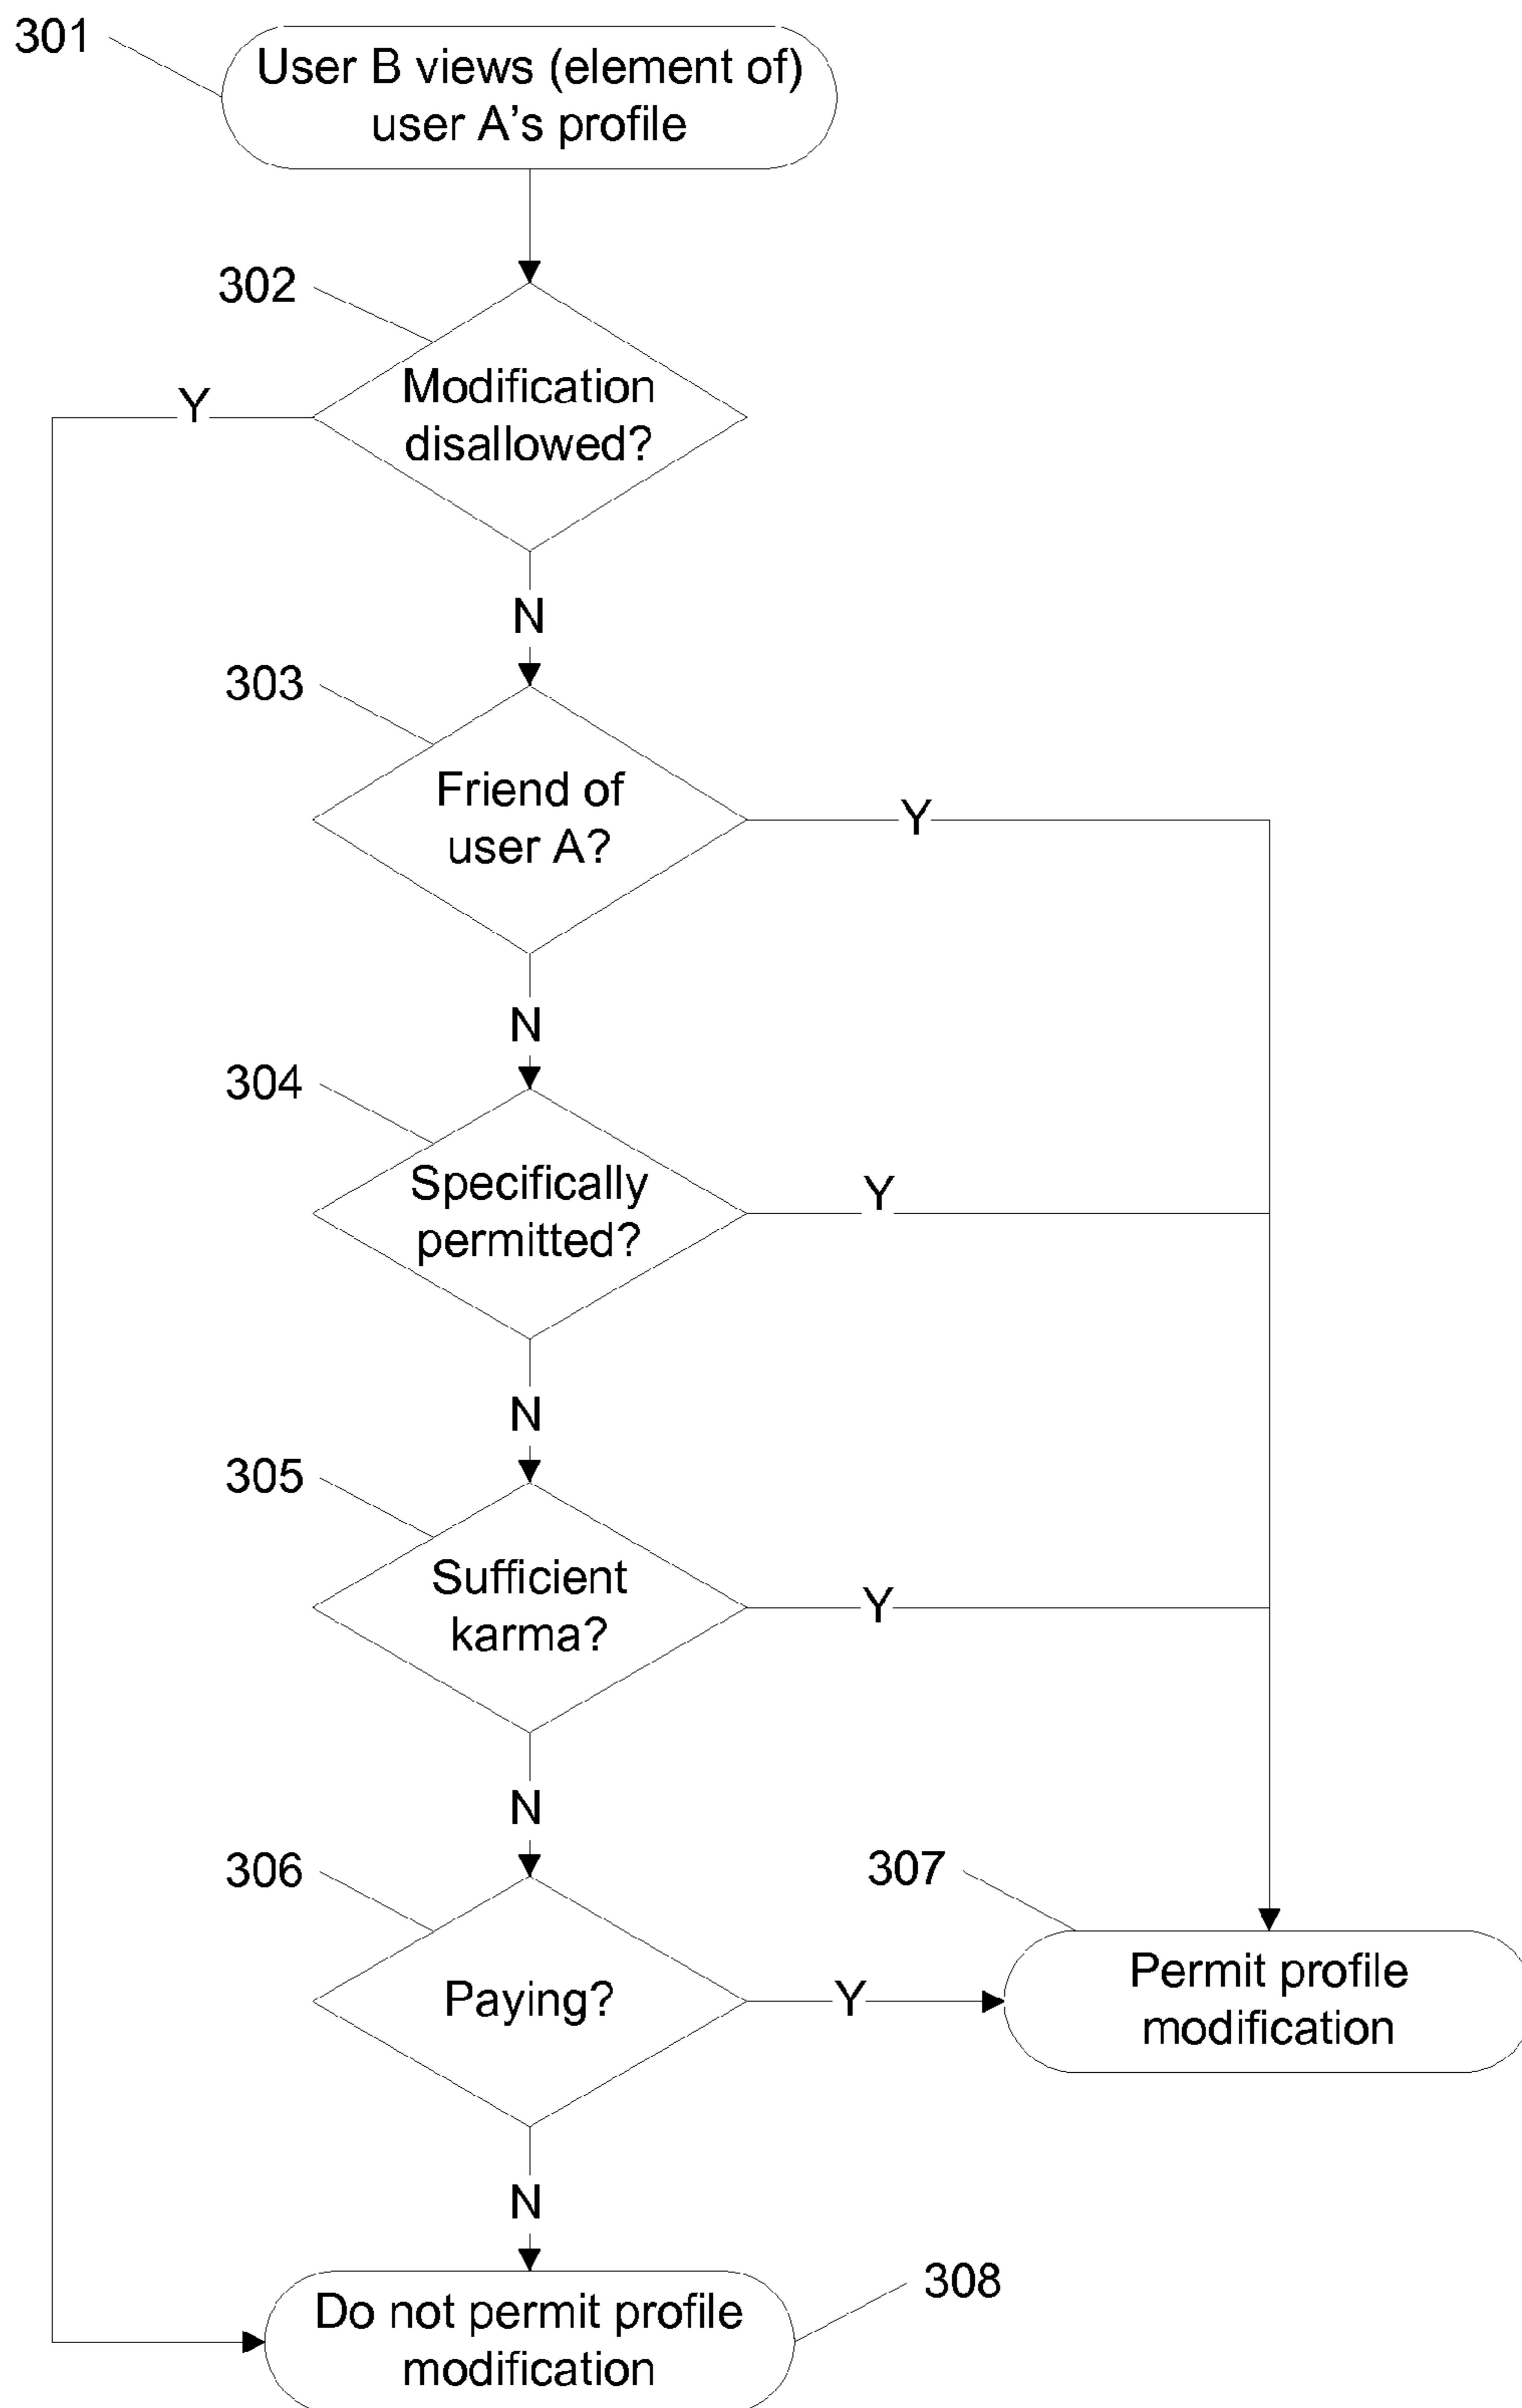 301
User B views (element of)
user A's profile
302
Modification
disallowed?
Y
N
303
Friend of
user A?
Y
N
304
Specifically
permitted?
Y
N
305
Sufficient
karma?
Y
N
306
Paying?
Y
307
Permit profile
modification
N
Do not permit profile
modification
308